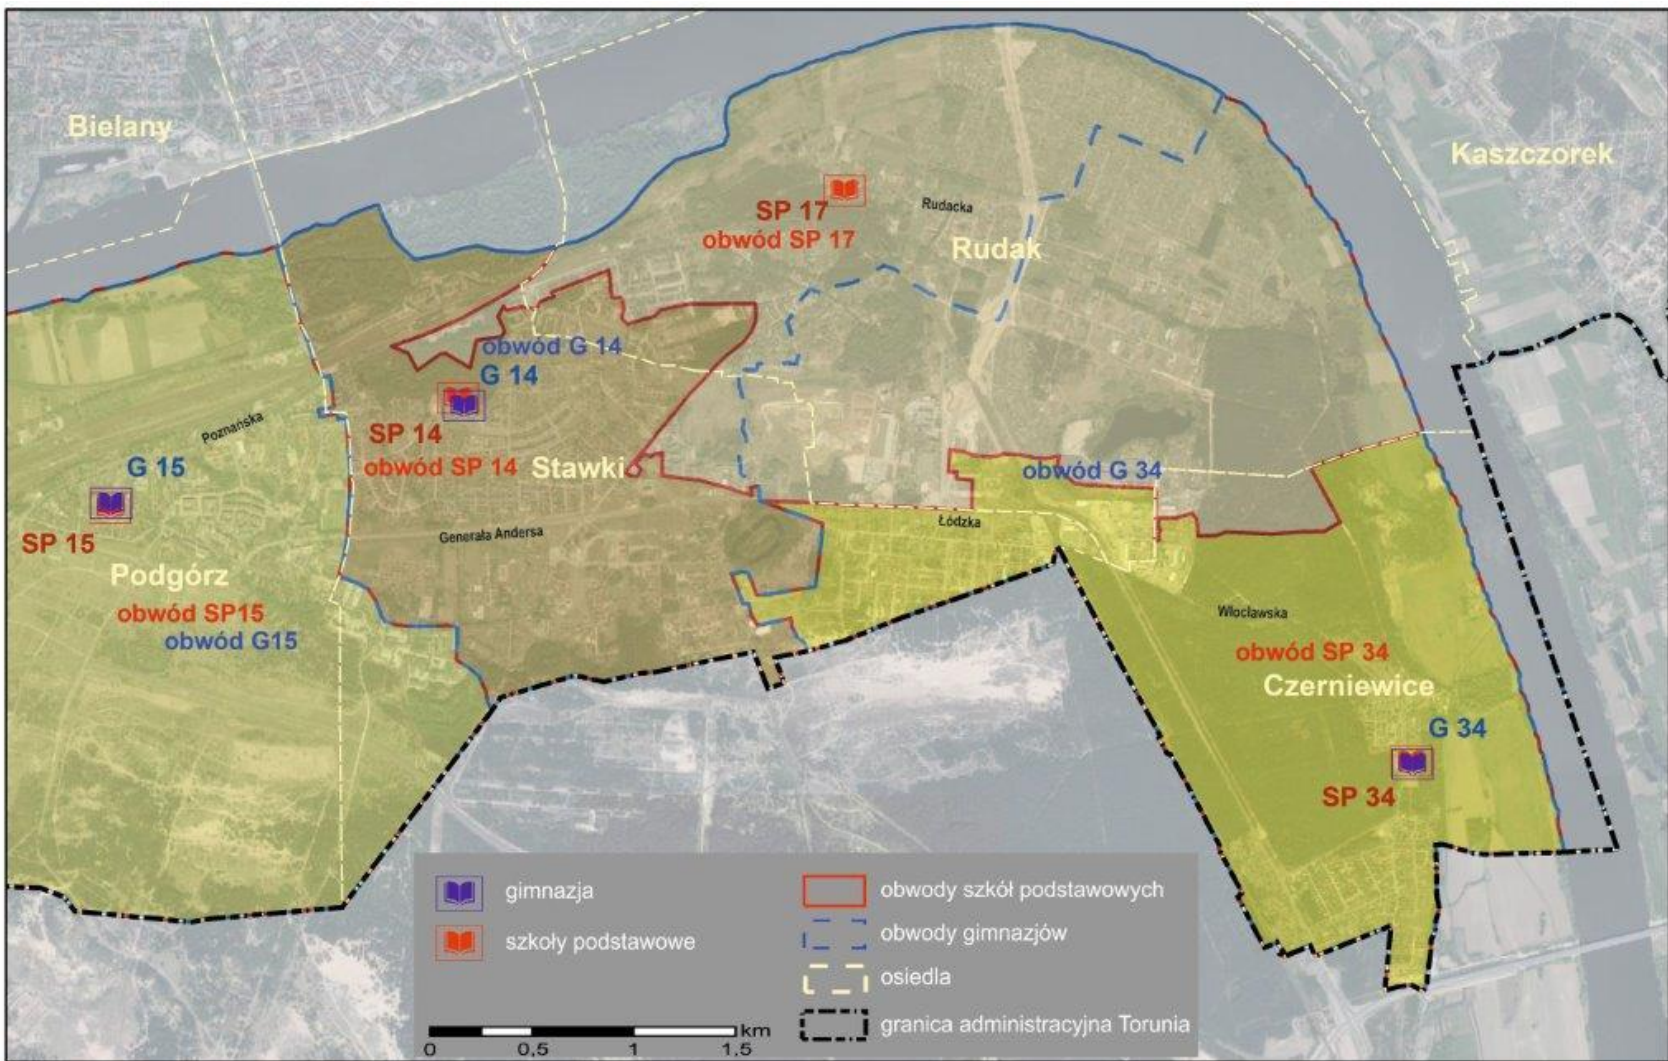 Bielany
Kaszczorek
SP 17
obwód SP 17
Rudacka
Rudak
obwód G 14
G 14
SP 14
obwód SP 14
Stawki
Poznańska
G 15
SP 15
Podgórz
obwód SP15
obwód G15
Generała Andersa
obwód G 34
Łódzka
Włocławska
obwód SP 34
Czerniewice
G 34
SP 34
gimnazja
szkoły podstawowe
obwody szkół podstawowych
obwody gimnazjów
osiedla
granica administracyjna Torunia
km
0 0,5 1 1,5